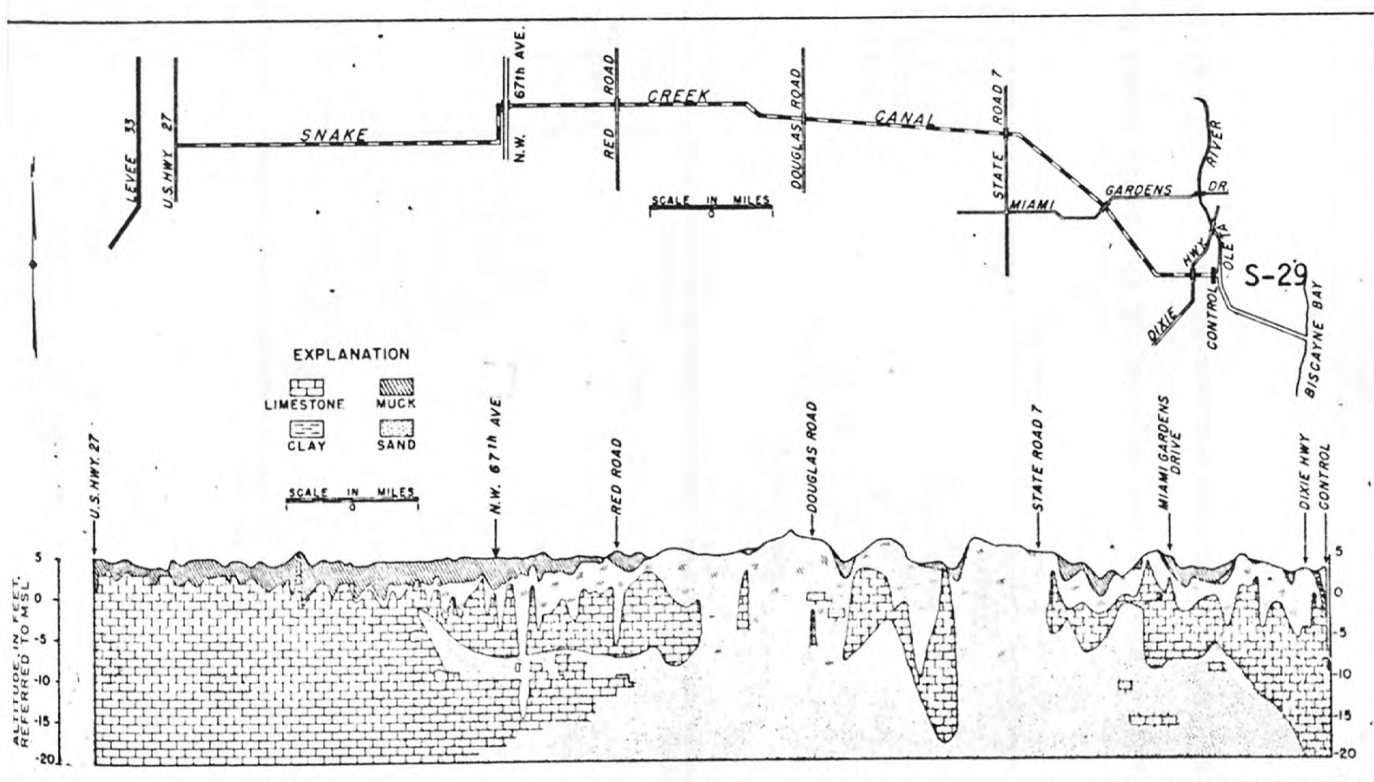 LEVEE 33
U.S. HWY 27
SNAKE
N.W. 67th AVE.
RED ROAD
CREEK
DOUGLAS ROAD
CANAL
STATE ROAD 7
MIAMI
GARDENS
DR.
RIVER
OLETA
DIXIE
HWY
CONTROL
S-29
BISCAYNE BAY
SCALE IN MILES
0
EXPLANATION
LIMESTONE
MUCK
CLAY
SAND
SCALE IN MILES
0
U.S. HWY. 27
N.W. 67th AVE.
RED ROAD
DOUGLAS ROAD
STATE ROAD 7
MIAMI GARDENS
DRIVE
DIXIE HWY
CONTROL
ALTITUDE, IN FEET,
REFERRED TO MSL
5
0
-5
-10
-15
-20
5
0
-5
-10
-15
-20